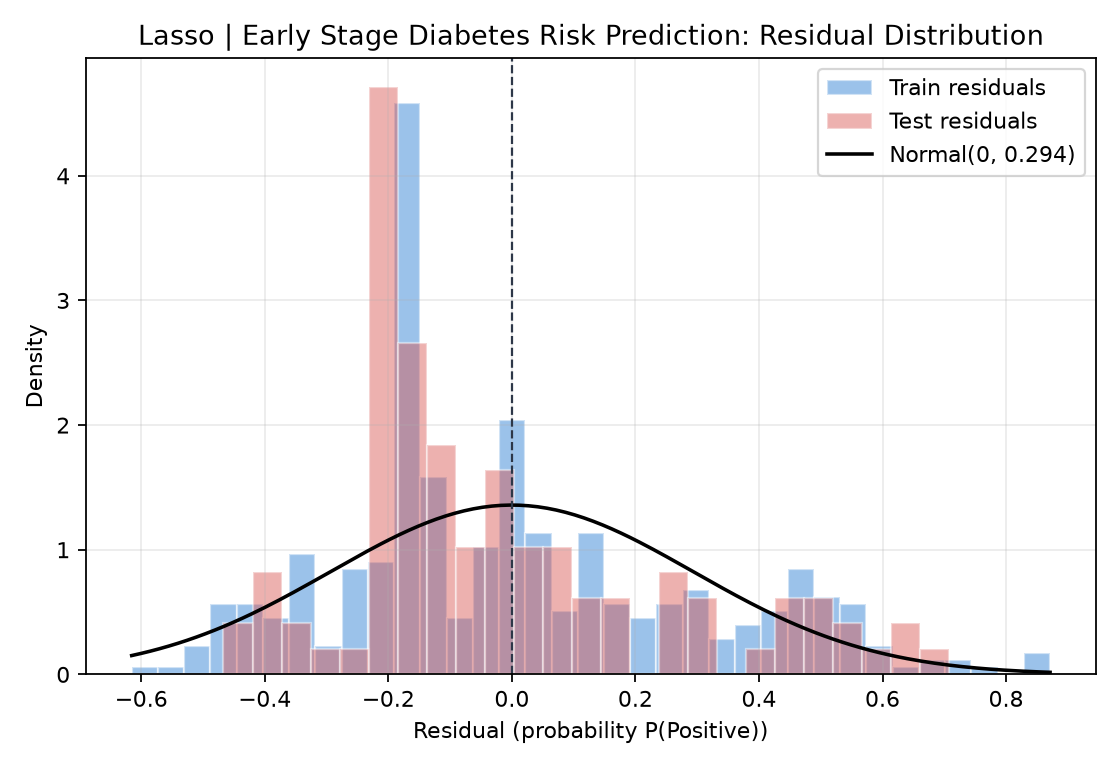 Lasso | Early Stage Diabetes Risk Prediction: Residual Distribution
Train residuals
Test residuals
Normal(0, 0.294)
Density
4
3
2
1
0
−0.6 −0.4 −0.2 0.0 0.2 0.4 0.6 0.8
Residual (probability P(Positive))